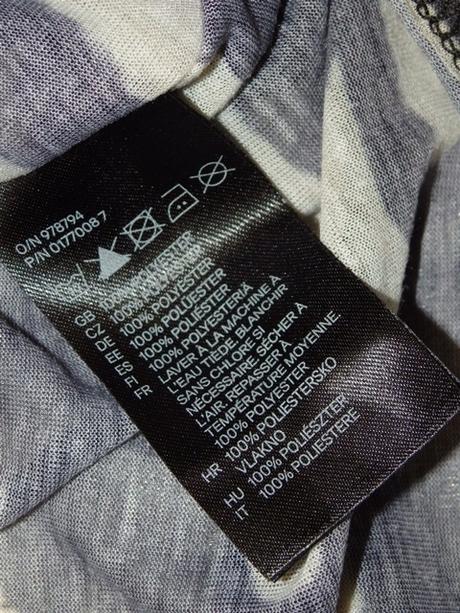 O/N 978794
P/N 0177008 7
GB 100% POLYESTER
CZ 100% POLYESTER
DE 100% POLYESTER
EE 100% POLÜESTER
ES 100% POLIÉSTER
FI 100% POLYESTERIÄ
FR LAVER À LA MACHINE À
L'EAU TIÈDE.BLANCHIR
SANS CHLORE SI
NÉCESSAIRE. SÉCHER À
L'AIR. REPASSER À
TEMPÉRATURE MOYENNE.
100% POLYESTER
HR 100% POLIESTERSKO
VLAKNO
HU 100% POLIÉSZTER
IT 100% POLIESTERE